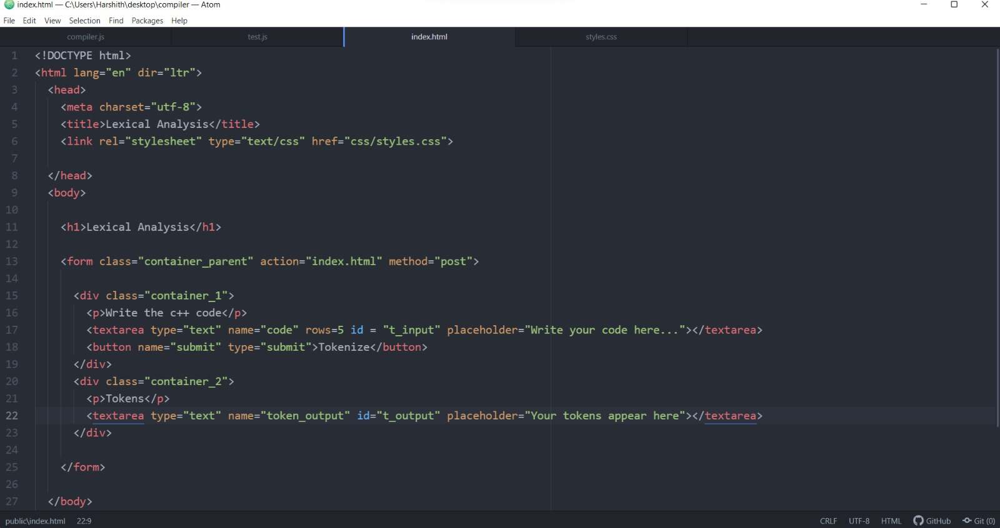 index.html — C:\Users\Harshith\desktop\compiler — Atom
File Edit View Selection Find Packages Help
compiler.js test.js index.html styles.css
1 <!DOCTYPE html>
2 <html lang="en" dir="ltr">
3 <head>
4 <meta charset="utf-8">
5 <title>Lexical Analysis</title>
6 <link rel="stylesheet" type="text/css" href="css/styles.css">
7
8 </head>
9 <body>
10
11 <h1>Lexical Analysis</h1>
12
13 <form class="container_parent" action="index.html" method="post">
14
15 <div class="container_1">
16 <p>Write the c++ code</p>
17 <textarea type="text" name="code" rows=5 id = "t_input" placeholder="Write your code here..."></textarea>
18 <button name="submit" type="submit">Tokenize</button>
19 </div>
20 <div class="container_2">
21 <p>Tokens</p>
22 <textarea type="text" name="token_output" id="t_output" placeholder="Your tokens appear here"></textarea>
23 </div>
24
25 </form>
26
27 </body>
public\index.html 22:9 CRLF UTF-8 HTML GitHub Git (0)